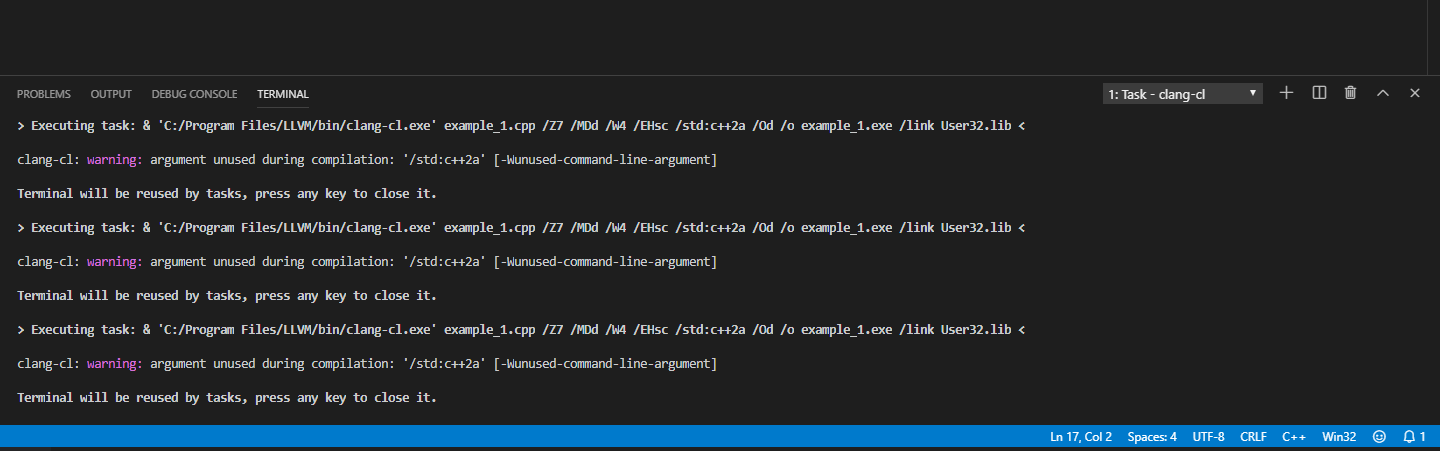 PROBLEMS OUTPUT DEBUG CONSOLE TERMINAL 1: Task - clang-cl
> Executing task: & 'C:/Program Files/LLVM/bin/clang-cl.exe' example_1.cpp /Z7 /MDd /W4 /EHsc /std:c++2a /Od /o example_1.exe /link User32.lib <
clang-cl: warning: argument unused during compilation: '/std:c++2a' [-Wunused-command-line-argument]
Terminal will be reused by tasks, press any key to close it.
> Executing task: & 'C:/Program Files/LLVM/bin/clang-cl.exe' example_1.cpp /Z7 /MDd /W4 /EHsc /std:c++2a /Od /o example_1.exe /link User32.lib <
clang-cl: warning: argument unused during compilation: '/std:c++2a' [-Wunused-command-line-argument]
Terminal will be reused by tasks, press any key to close it.
> Executing task: & 'C:/Program Files/LLVM/bin/clang-cl.exe' example_1.cpp /Z7 /MDd /W4 /EHsc /std:c++2a /Od /o example_1.exe /link User32.lib <
clang-cl: warning: argument unused during compilation: '/std:c++2a' [-Wunused-command-line-argument]
Terminal will be reused by tasks, press any key to close it.
Ln 17, Col 2 Spaces: 4 UTF-8 CRLF C++ Win32 1